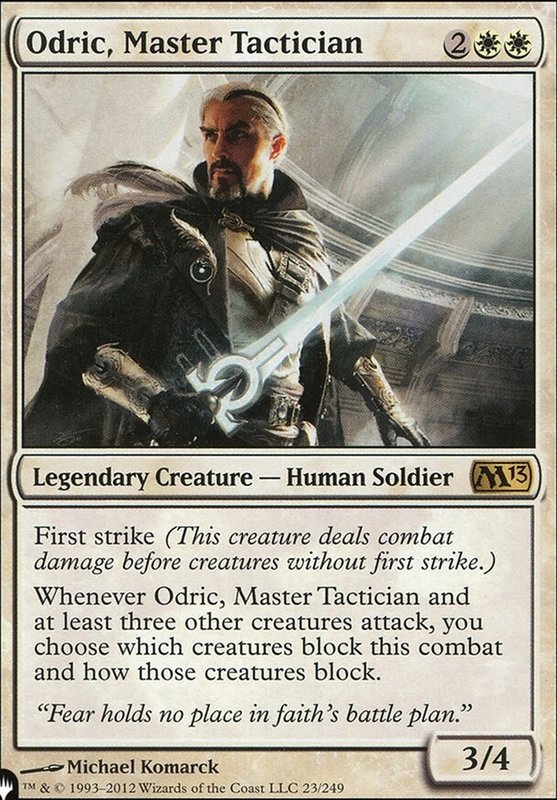 Odric, Master Tactician 2
Legendary Creature — Human Soldier M13
First strike (This creature deals combat
damage before creatures without first strike.)
Whenever Odric, Master Tactician and
at least three other creatures attack, you
choose which creatures block this combat
and how those creatures block.
“Fear holds no place in faith’s battle plan.”
3/4
Michael Komarck
™ & © 1993–2012 Wizards of the Coast LLC 23/249